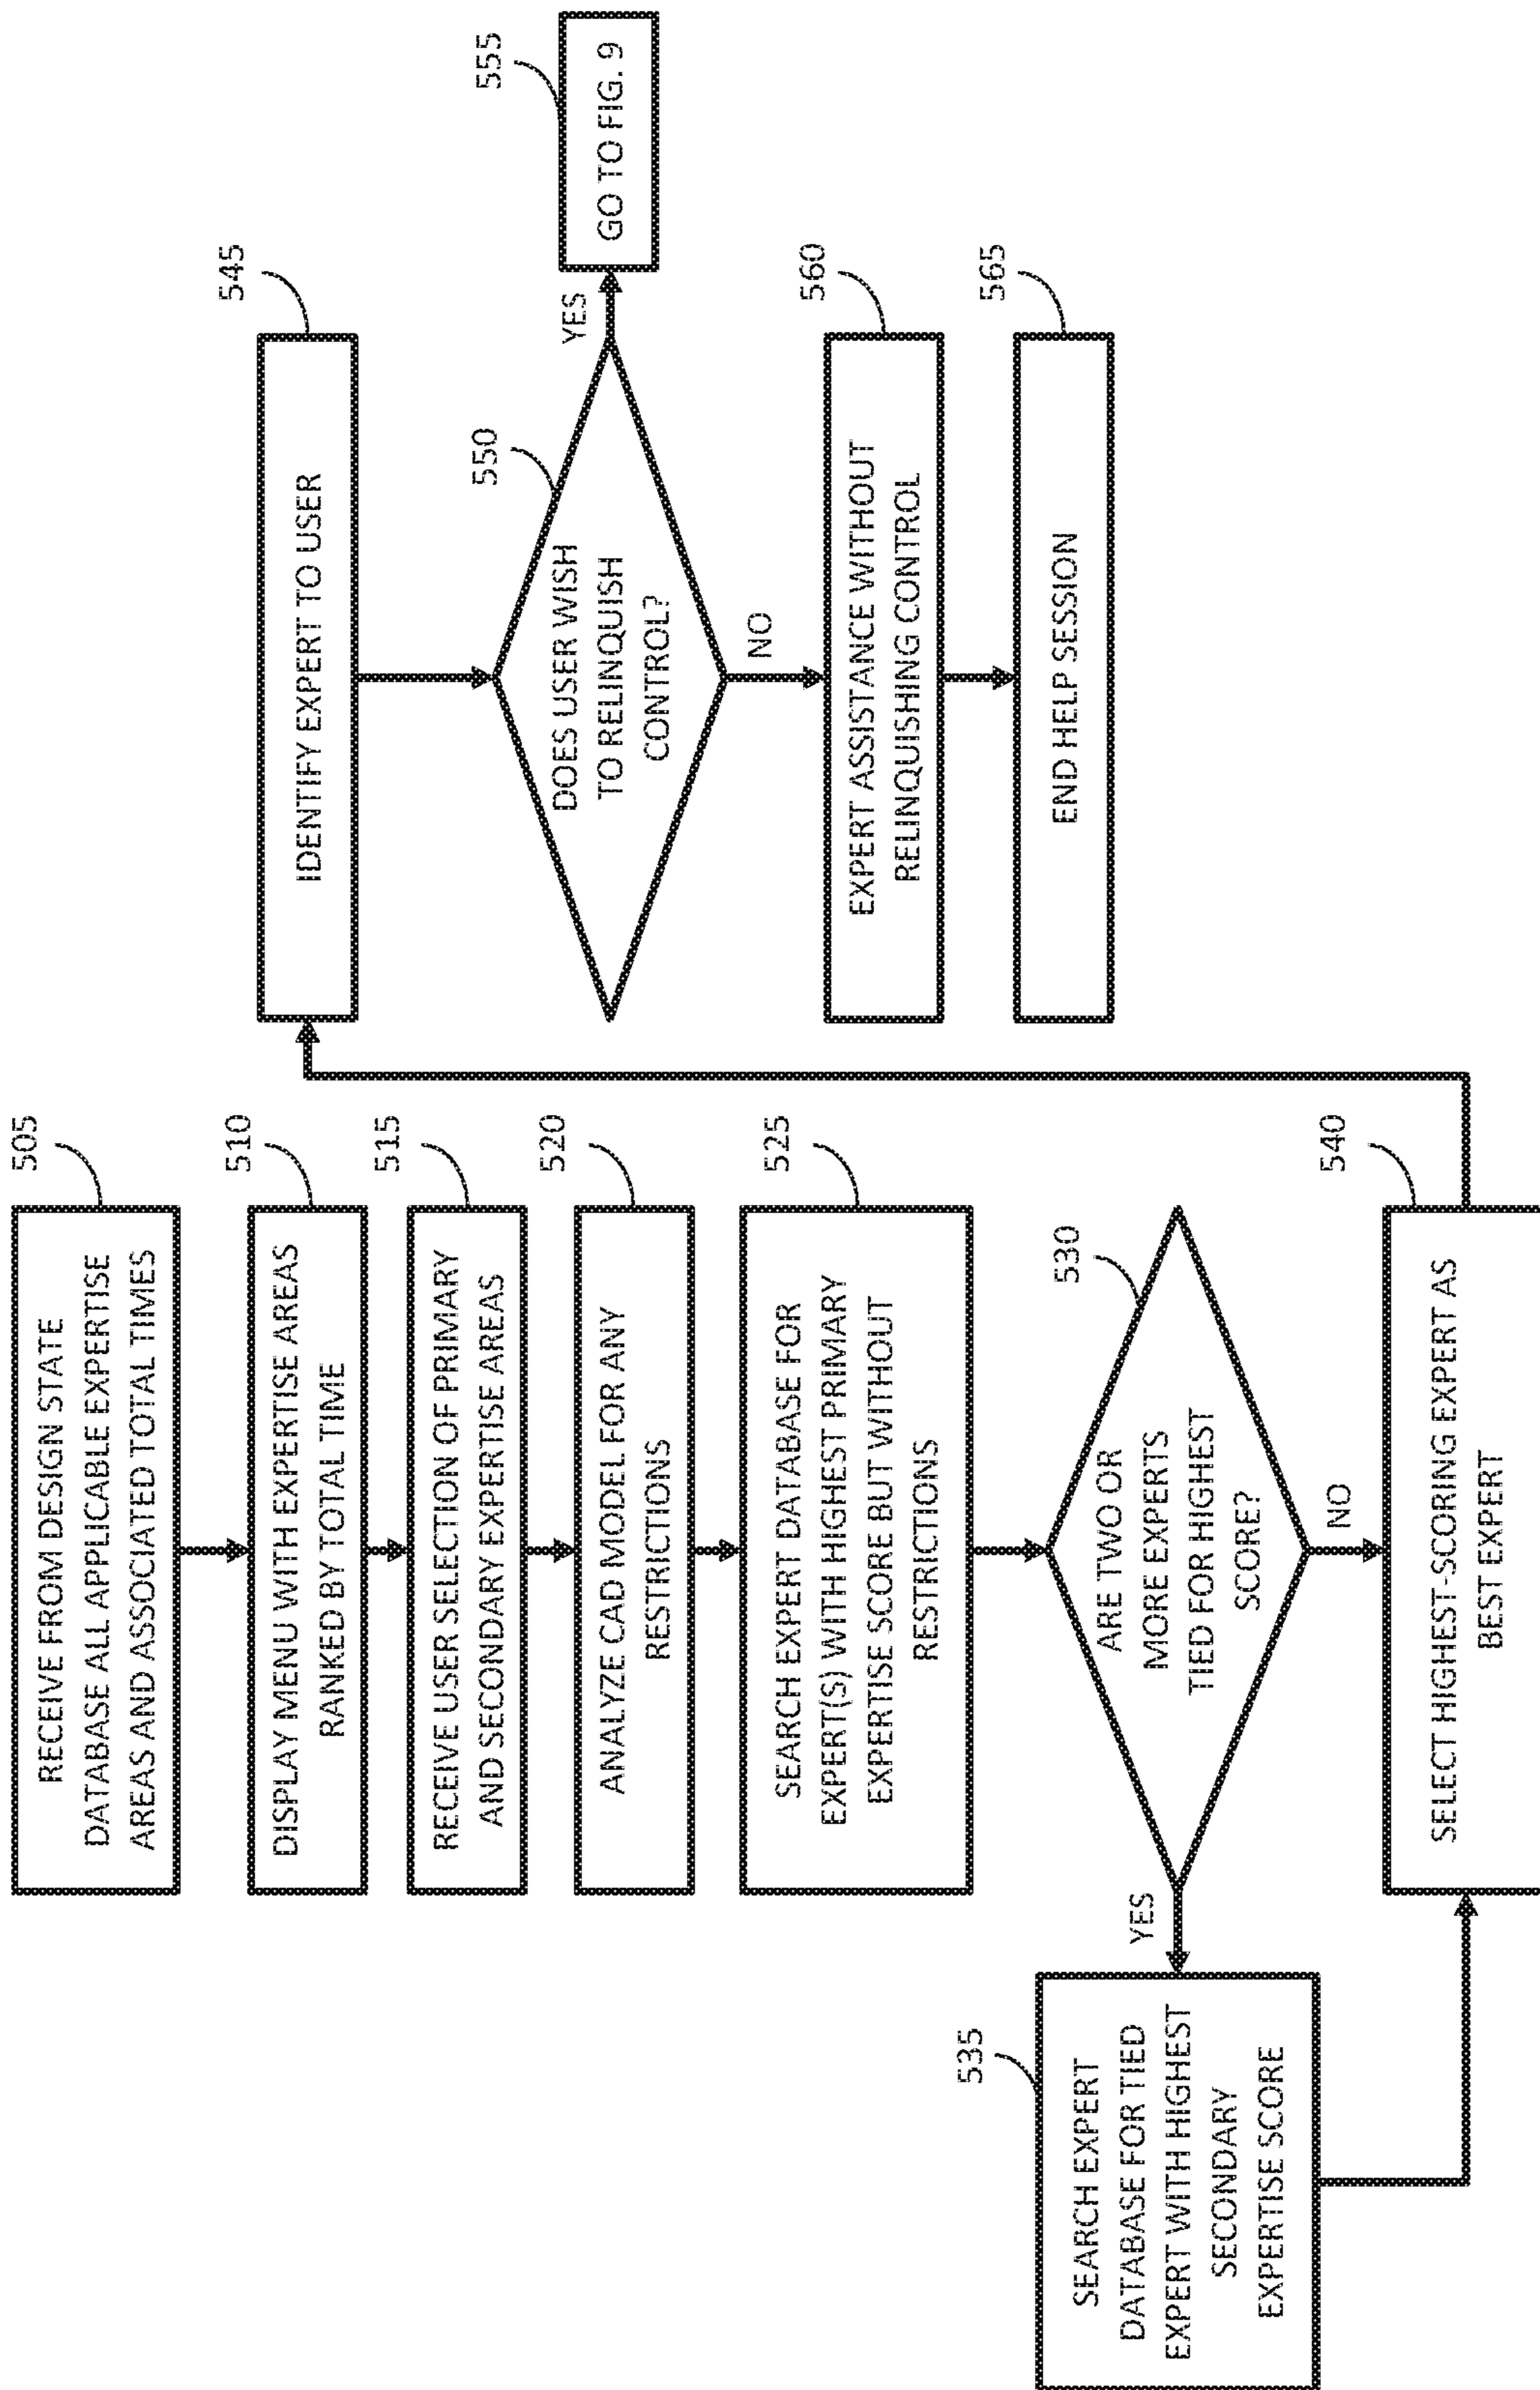 505
RECEIVE FROM DESIGN STATE
DATABASE ALL APPLICABLE EXPERTISE
AREAS AND ASSOCIATED TOTAL TIMES
510
DISPLAY MENU WITH EXPERTISE AREAS
RANKED BY TOTAL TIME
515
RECEIVE USER SELECTION OF PRIMARY
AND SECONDARY EXPERTISE AREAS
520
ANALYZE CAD MODEL FOR ANY
RESTRICTIONS
525
SEARCH EXPERT DATABASE FOR
EXPERT(S) WITH HIGHEST PRIMARY
EXPERTISE SCORE BUT WITHOUT
RESTRICTIONS
530
ARE TWO OR
MORE EXPERTS
TIED FOR HIGHEST
SCORE?
YES
NO
535
SEARCH EXPERT
DATABASE FOR TIED
EXPERT WITH HIGHEST
SECONDARY
EXPERTISE SCORE
540
SELECT HIGHEST-SCORING EXPERT AS
BEST EXPERT
545
IDENTIFY EXPERT TO USER
550
DOES USER WISH
TO RELINQUISH
CONTROL?
YES
555
GO TO FIG. 9
NO
560
EXPERT ASSISTANCE WITHOUT
RELINQUISHING CONTROL
565
END HELP SESSION